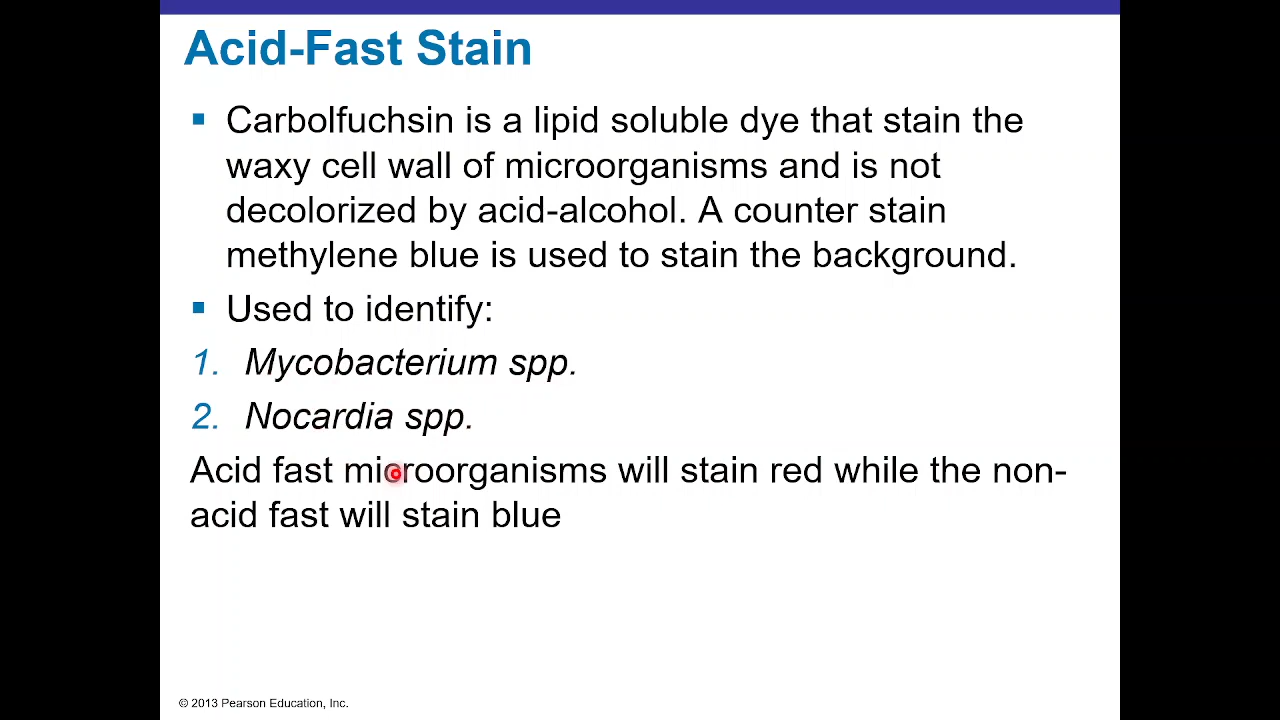 Acid-Fast Stain
Carbolfuchsin is a lipid soluble dye that stain the
waxy cell wall of microorganisms and is not
decolorized by acid-alcohol. A counter stain
methylene blue is used to stain the background.
Used to identify:
1. Mycobacterium spp.
2. Nocardia spp.
Acid fast microorganisms will stain red while the non-
acid fast will stain blue
© 2013 Pearson Education, Inc.